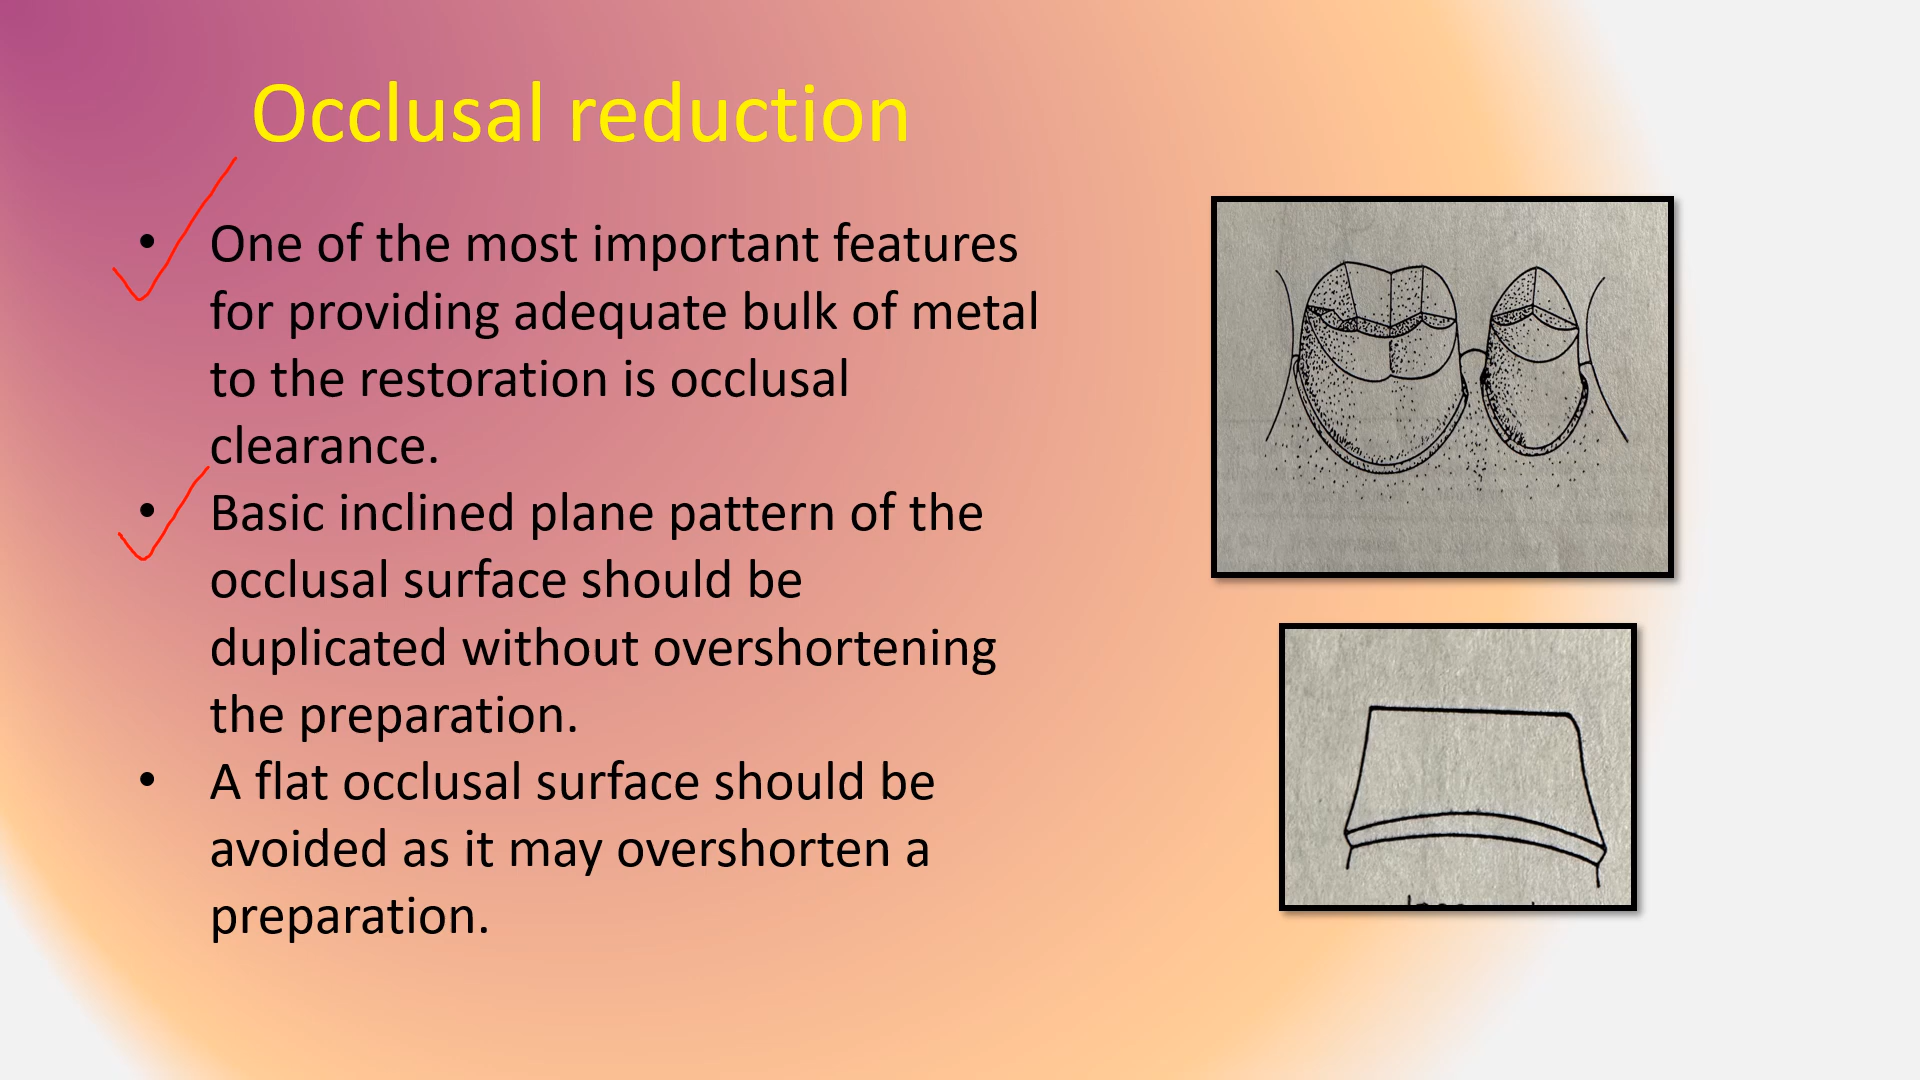 Occlusal reduction
• One of the most important features
for providing adequate bulk of metal
to the restoration is occlusal
clearance.
• Basic inclined plane pattern of the
occlusal surface should be
duplicated without overshortening
the preparation.
• A flat occlusal surface should be
avoided as it may overshorten a
preparation.